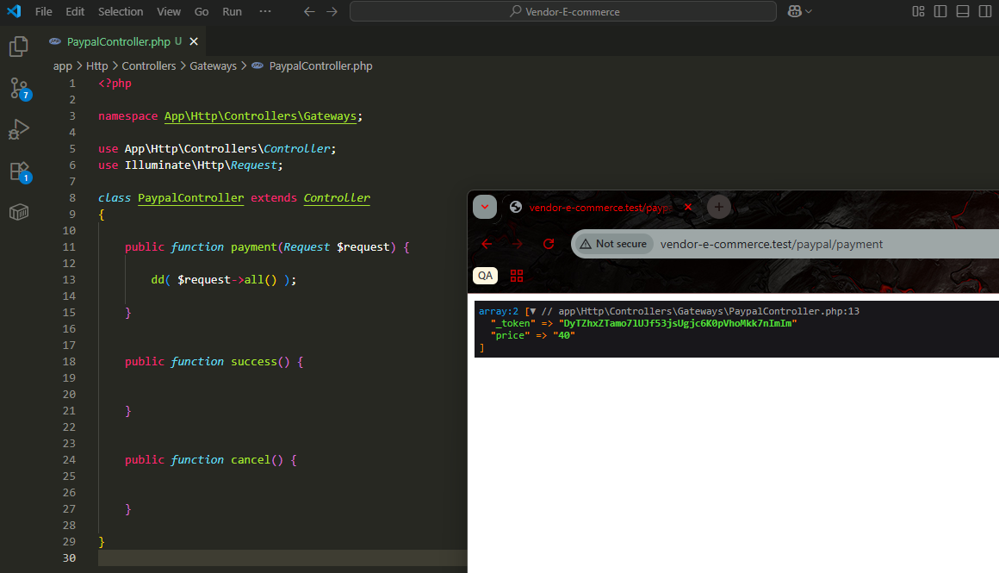 File Edit Selection View Go Run ··· Vendor-E-commerce
PaypalController.php U
app > Http > Controllers > Gateways > PaypalController.php
7
1
1 <?php
2
3 namespace App\Http\Controllers\Gateways;
4
5 use App\Http\Controllers\Controller;
6 use Illuminate\Http\Request;
7
8 class PaypalController extends Controller
9 {
10
11 public function payment(Request $request) {
12
13 dd( $request->all() );
14
15 }
16
17
18 public function success() {
19
20
21 }
22
23
24 public function cancel() {
25
26
27 }
28
29 }
30
vendor-e-commerce.test/payp
Not secure vendor-e-commerce.test/paypal/payment
QA
array:2 [▼ // app\Http\Controllers\Gateways\PaypalController.php:13
"_token" => "DyTZhxZTamo7lUJf53jsUgjc6K0pVhoMkk7nImIm"
"price" => "40"
]